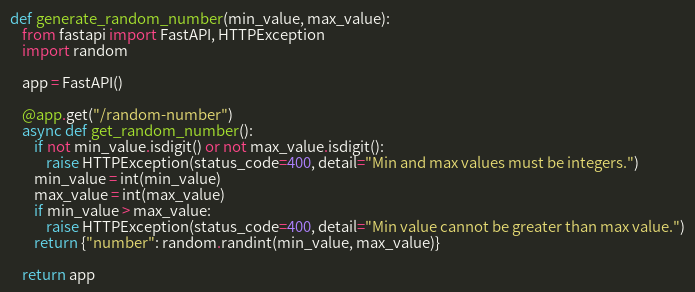 def generate_random_number(min_value, max_value):
    from fastapi import FastAPI, HTTPException
    import random

    app = FastAPI()

    @app.get("/random-number")
    async def get_random_number():
        if not min_value.isdigit() or not max_value.isdigit():
            raise HTTPException(status_code=400, detail="Min and max values must be integers.")
        min_value = int(min_value)
        max_value = int(max_value)
        if min_value > max_value:
            raise HTTPException(status_code=400, detail="Min value cannot be greater than max value.")
        return {"number": random.randint(min_value, max_value)}

    return app